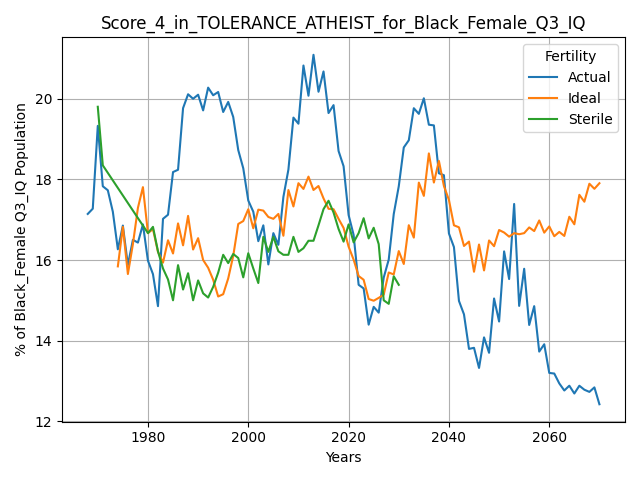 Score_4_in_TOLERANCE_ATHEIST_for_Black_Female_Q3_IQ
Fertility
Actual
Ideal
Sterile
% of Black_Female Q3_IQ Population
20
18
16
14
12
1980
2000
2020
2040
2060
Years